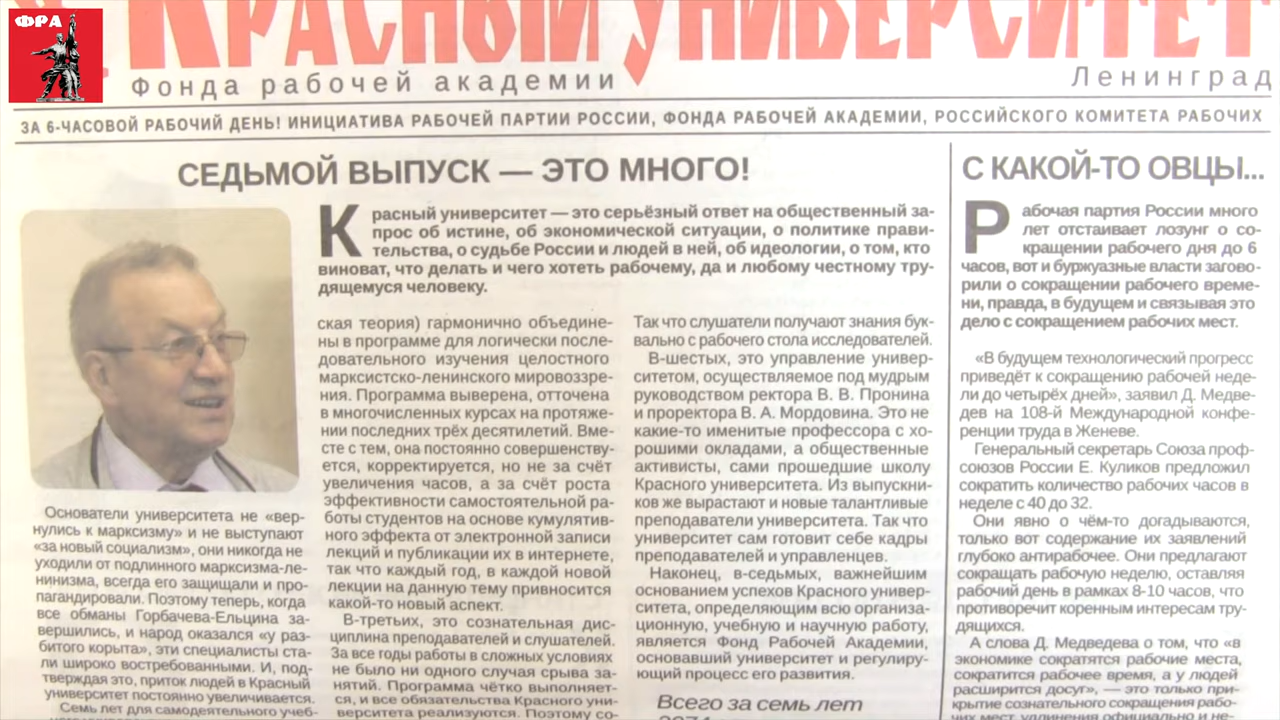 ФРА
Красный университет
Фонда рабочей академии
Ленинград
ЗА 6-ЧАСОВОЙ РАБОЧИЙ ДЕНЬ! ИНИЦИАТИВА РАБОЧЕЙ ПАРТИИ РОССИИ, ФОНДА РАБОЧЕЙ АКАДЕМИИ, РОССИЙСКОГО КОМИТЕТА РАБОЧИХ
СЕДЬМОЙ ВЫПУСК — ЭТО МНОГО!
Красный университет — это серьёзный ответ на общественный за-
прос об истине, об экономической ситуации, о политике прави-
тельства, о судьбе России и людей в ней, об идеологии, о том, кто
виноват, что делать и чего хотеть рабочему, да и любому честному тру-
дящемуся человеку.
Основатели университета не «вер-
нулись к марксизму» и не выступают
«за новый социализм», они никогда не
уходили от подлинного марксизма-ле-
нинизма, всегда его защищали и про-
пагандировали. Поэтому теперь, когда
все обманы Горбачева-Ельцина за-
вершились, и народ оказался «у раз-
битого корыта», эти специалисты ста-
ли широко востребованными. И, под-
тверждая это, приток людей в Красный
университет постоянно увеличивается.
Семь лет для самодеятельного учеб-
ская теория) гармонично объедине-
ны в программе для логически после-
довательного изучения целостного
марксистско-ленинского мировоззре-
ния. Программа выверена, отточена
в многочисленных курсах на протяже-
нии последних трёх десятилетий. Вме-
сте с тем, она постоянно совершенству-
ется, корректируется, но не за счёт
увеличения часов, а за счёт роста
эффективности самостоятельной ра-
боты студентов на основе кумулятив-
ного эффекта от электронной записи
лекций и публикации их в интернете,
так что каждый год, в каждой новой
лекции на данную тему привносится
какой-то новый аспект.
В-третьих, это сознательная дис-
циплина преподавателей и слушателей.
За все годы работы в сложных условиях
не было ни одного случая срыва за-
нятий. Программа чётко выполняет-
ся, и все обязательства Красного уни-
верситета реализуются. Поэтому со-
Так что слушатели получают знания бук-
вально с рабочего стола исследователей.
В-шестых, это управление универ-
ситетом, осуществляемое под мудрым
руководством ректора В. В. Пронина
и проректора В. А. Мордовина. Это не
какие-то именитые профессора с хо-
рошими окладами, а общественные
активисты, сами прошедшие школу
Красного университета. Из выпускни-
ков же вырастают и новые талантливые
преподаватели университета. Так что
университет сам готовит себе кадры
преподавателей и управленцев.
Наконец, в-седьмых, важнейшим
основанием успехов Красного универ-
ситета, определяющим всю организа-
ционную, учебную и научную работу,
является Фонд Рабочей Академии,
основавший университет и регулиру-
ющий процесс его развития.
Всего за семь лет
С КАКОЙ-ТО ОВЦЫ...
Рабочая партия России много
лет отстаивает лозунг о со-
кращении рабочего дня до 6
часов, вот и буржуазные власти загово-
рили о сокращении рабочего време-
ни, правда, в будущем и связывая это
дело с сокращением рабочих мест.
«В будущем технологический прогресс
приведёт к сокращению рабочей неде-
ли до четырёх дней», заявил Д. Медве-
дев на 108-й Международной конфе-
ренции труда в Женеве.
Генеральный секретарь Союза проф-
союзов России Е. Куликов предложил
сократить количество рабочих часов в
неделе с 40 до 32.
Они явно о чём-то догадываются,
только вот содержание их заявлений
глубоко антирабочее. Они предлагают
сокращать рабочую неделю, оставляя
рабочий день в рамках 8-10 часов, что
противоречит коренным интересам тру-
дящихся.
А слова Д. Медведева о том, что «в
экономике сократятся рабочие места,
сократится рабочее время, а у людей
расширится досуг», — это только при-
крытие сознательного сокращения рабо-